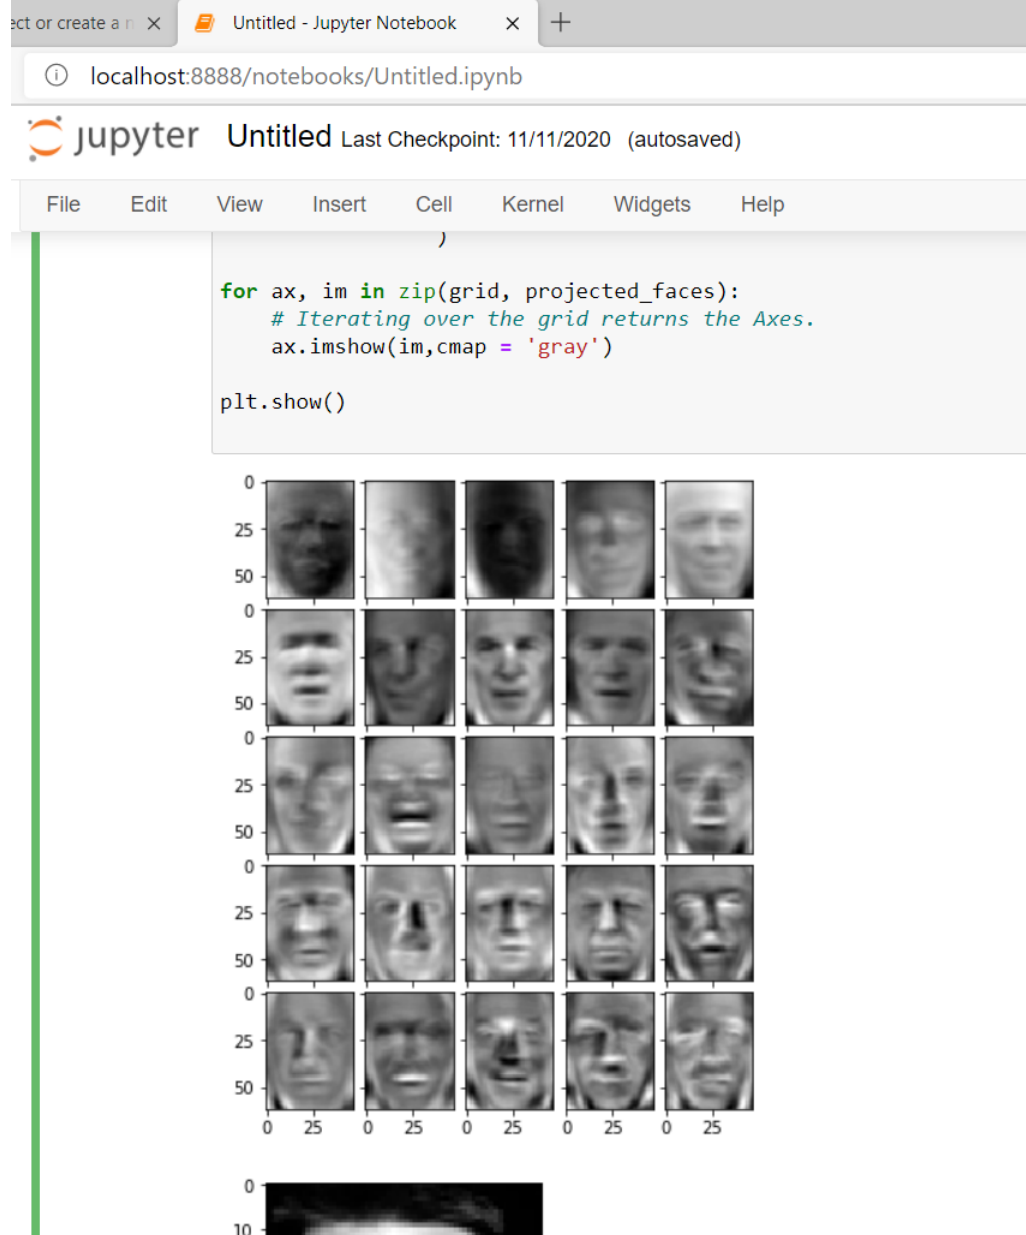 ect or create a n × Untitled - Jupyter Notebook × +
localhost:8888/notebooks/Untitled.ipynb
jupyter Untitled Last Checkpoint: 11/11/2020 (autosaved)
File Edit View Insert Cell Kernel Widgets Help
)
for ax, im in zip(grid, projected_faces):
# Iterating over the grid returns the Axes.
ax.imshow(im,cmap = 'gray')
plt.show()
0
25
50
0
25
50
0
25
50
0
25
50
0
25
50
0 25 0 25 0 25 0 25 0 25
0
10